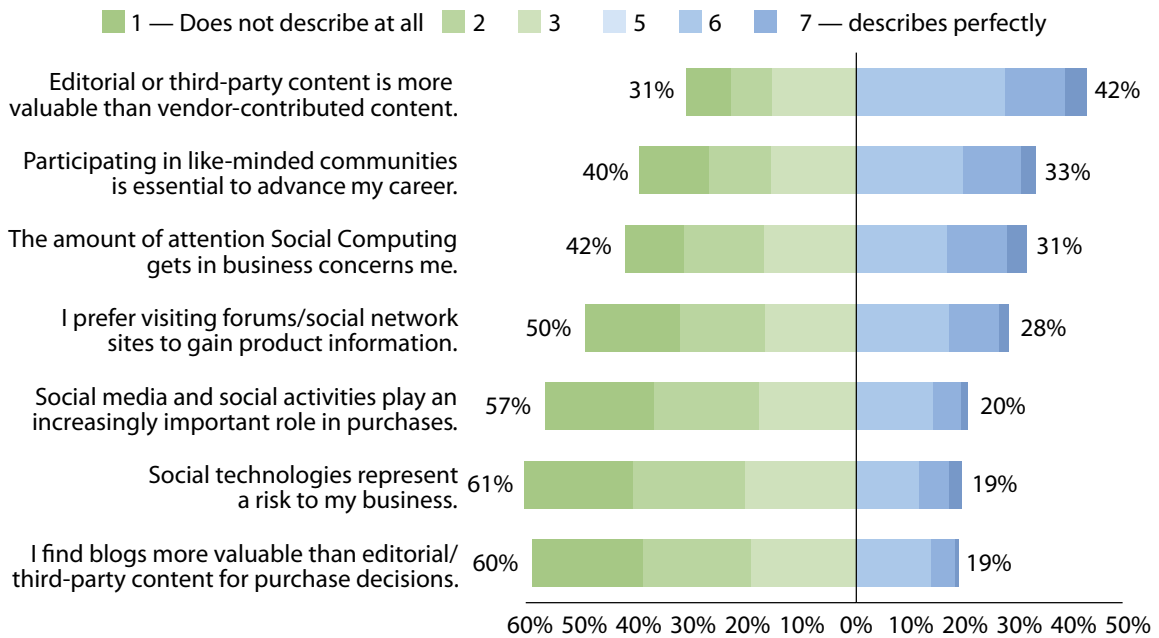 1 — Does not describe at all 2 3 5 6 7 — describes perfectly
Editorial or third-party content is more
valuable than vendor-contributed content.
31% 42%
Participating in like-minded communities
is essential to advance my career.
40% 33%
The amount of attention Social Computing
gets in business concerns me.
42% 31%
I prefer visiting forums/social network
sites to gain product information.
50% 28%
Social media and social activities play an
increasingly important role in purchases.
57% 20%
Social technologies represent
a risk to my business.
61% 19%
I find blogs more valuable than editorial/
third-party content for purchase decisions.
60% 19%
60% 50% 40% 30% 20% 10% 0% 10% 20% 30% 40% 50%